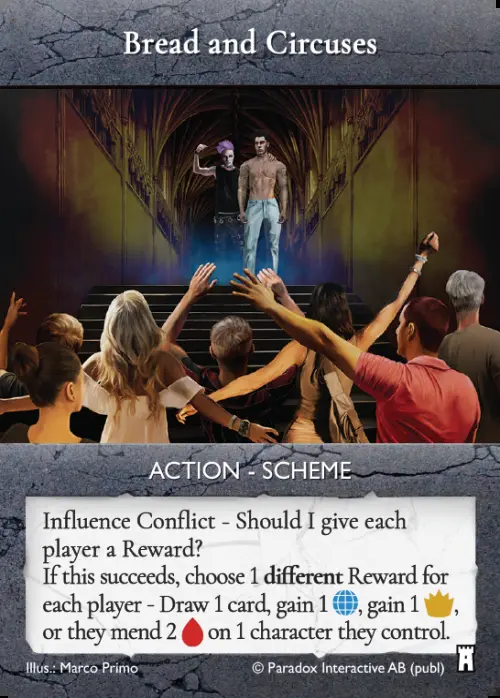 Bread and Circuses
ACTION - SCHEME
Influence Conflict - Should I give each
player a Reward?
If this succeeds, choose 1 different Reward for
each player - Draw 1 card, gain 1 , gain 1 ,
or they mend 2 on 1 character they control.
Illus.: Marco Primo © Paradox Interactive AB (publ)